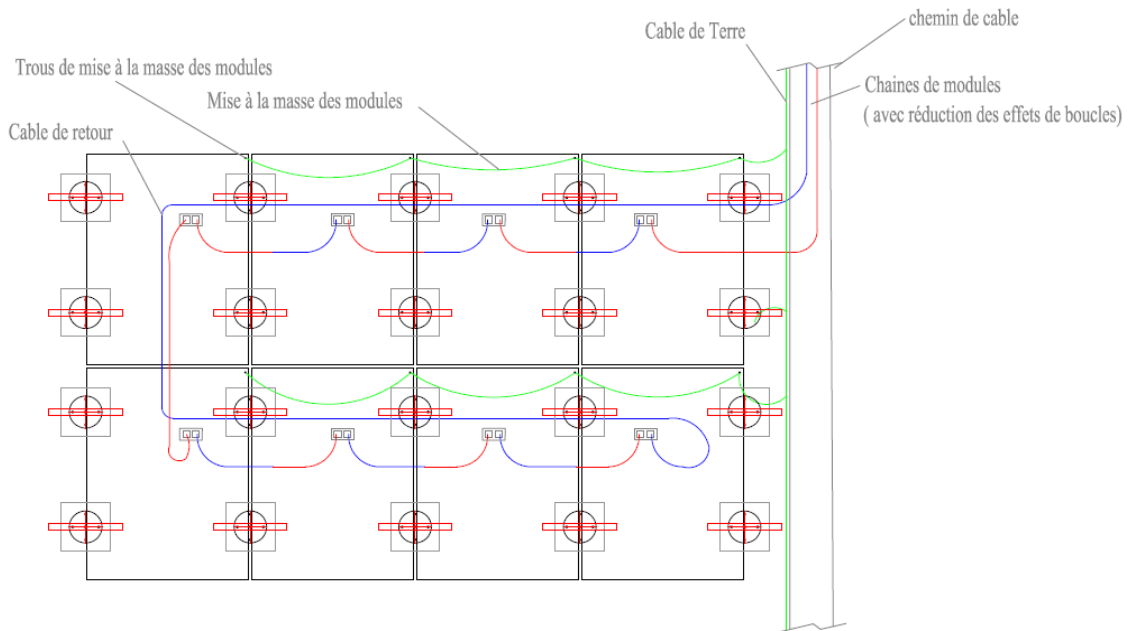 chemin de cable
Cable de Terre
Trous de mise à la masse des modules
Chaines de modules
Mise à la masse des modules
( avec réduction des effets de boucles)
Cable de retour